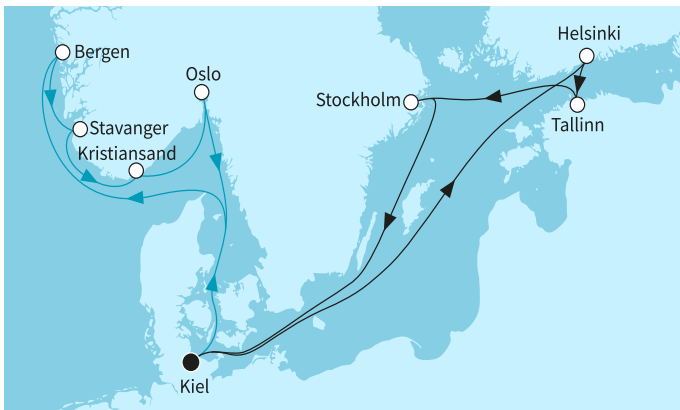 Helsinki
Bergen
Oslo
Stockholm
Tallinn
Stavanger
Kristiansand
Kiel